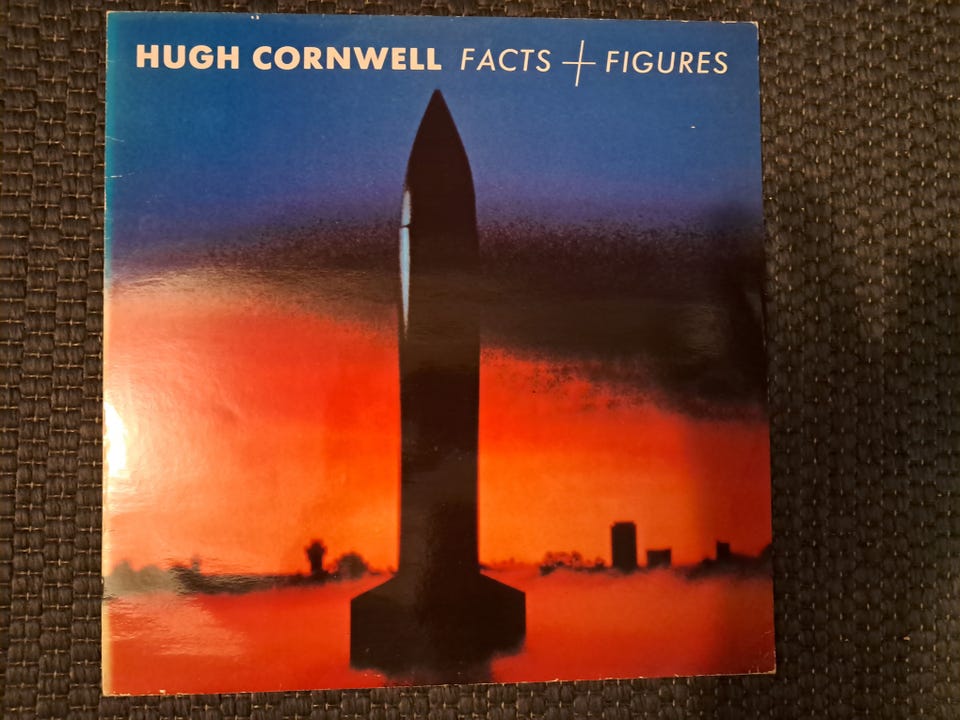 HUGH CORNWELL FACTS + FIGURES